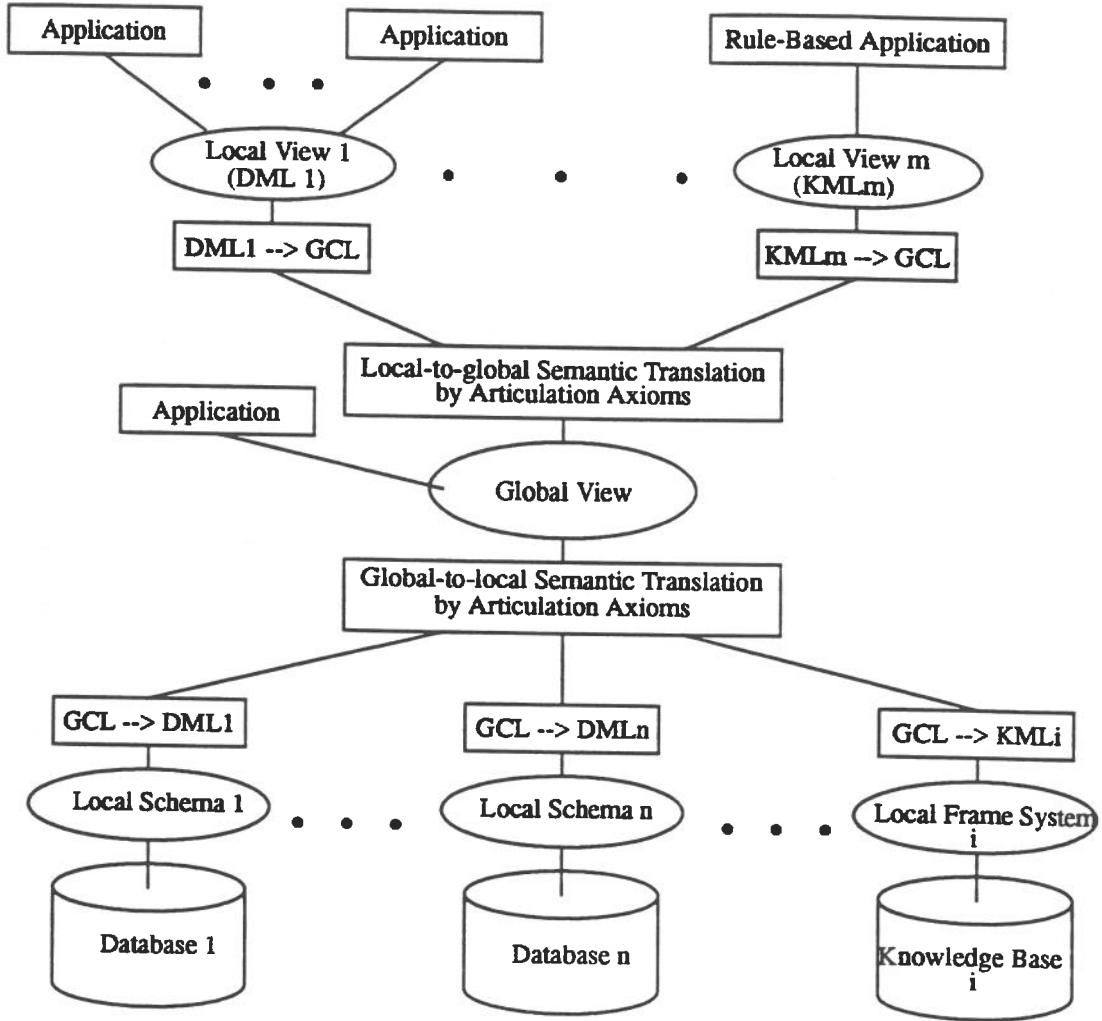 Application
Application
Rule-Based Application
Local View 1
(DML 1)
Local View m
(KMLm)
DML1 --> GCL
KMLm --> GCL
Local-to-global Semantic Translation
by Articulation Axioms
Application
Global View
Global-to-local Semantic Translation
by Articulation Axioms
GCL --> DML1
GCL --> DMLn
GCL --> KMLi
Local Schema 1
Local Schema n
Local Frame System
i
Database 1
Database n
Knowledge Base
i